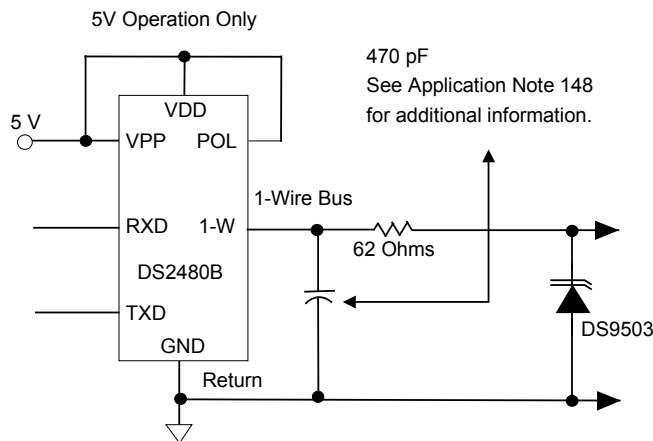 5V Operation Only
470 pF
See Application Note 148
for additional information.
VDD
5 V
VPP
POL
1-Wire Bus
RXD
1-W
62 Ohms
DS2480B
TXD
DS9503
GND
Return